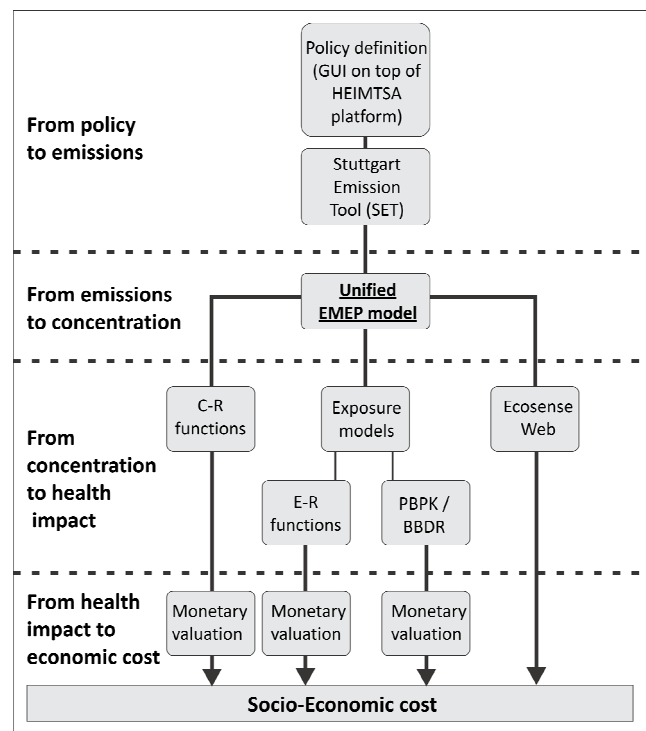 Policy definition
(GUI on top of
HEIMTSA
platform)
From policy
to emissions
Stuttgart
Emission
Tool (SET)
From emissions
to concentration
Unified
EMEP model
C-R
functions
Exposure
models
Ecosense
Web
From
concentration
to health
impact
E-R
functions
PBPK /
BBDR
From health
impact to
economic cost
Monetary
valuation
Monetary
valuation
Monetary
valuation
Socio-Economic cost